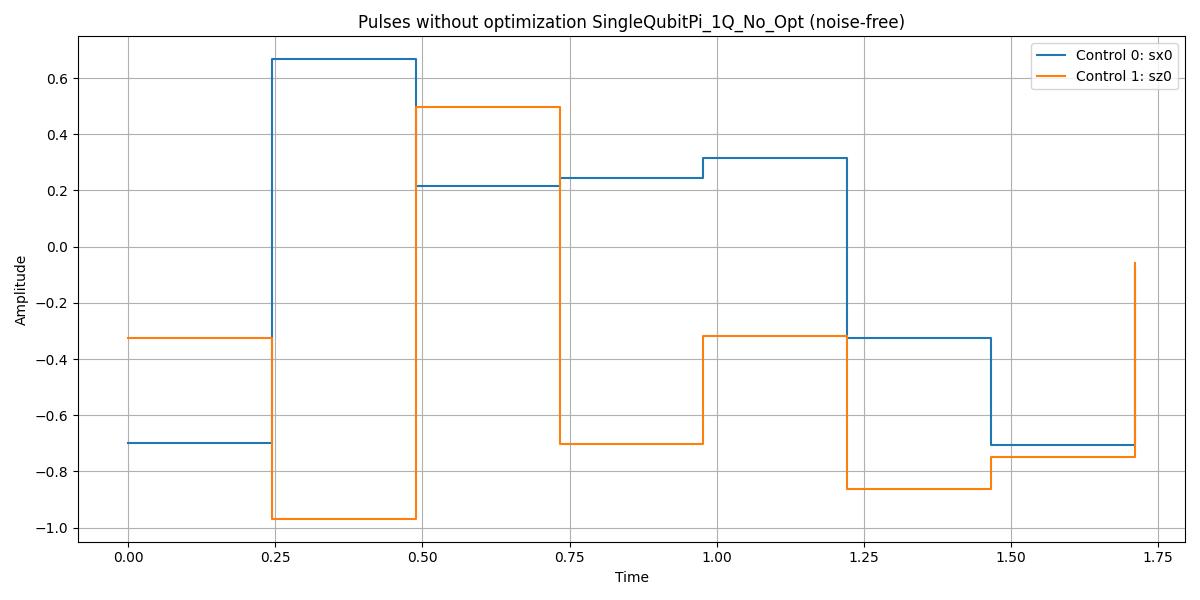 Pulses without optimization SingleQubitPi_1Q_No_Opt (noise-free)
Control 0: sx0
Control 1: sz0
Amplitude
0.6
0.4
0.2
0.0
−0.2
−0.4
−0.6
−0.8
−1.0
0.00 0.25 0.50 0.75 1.00 1.25 1.50 1.75
Time